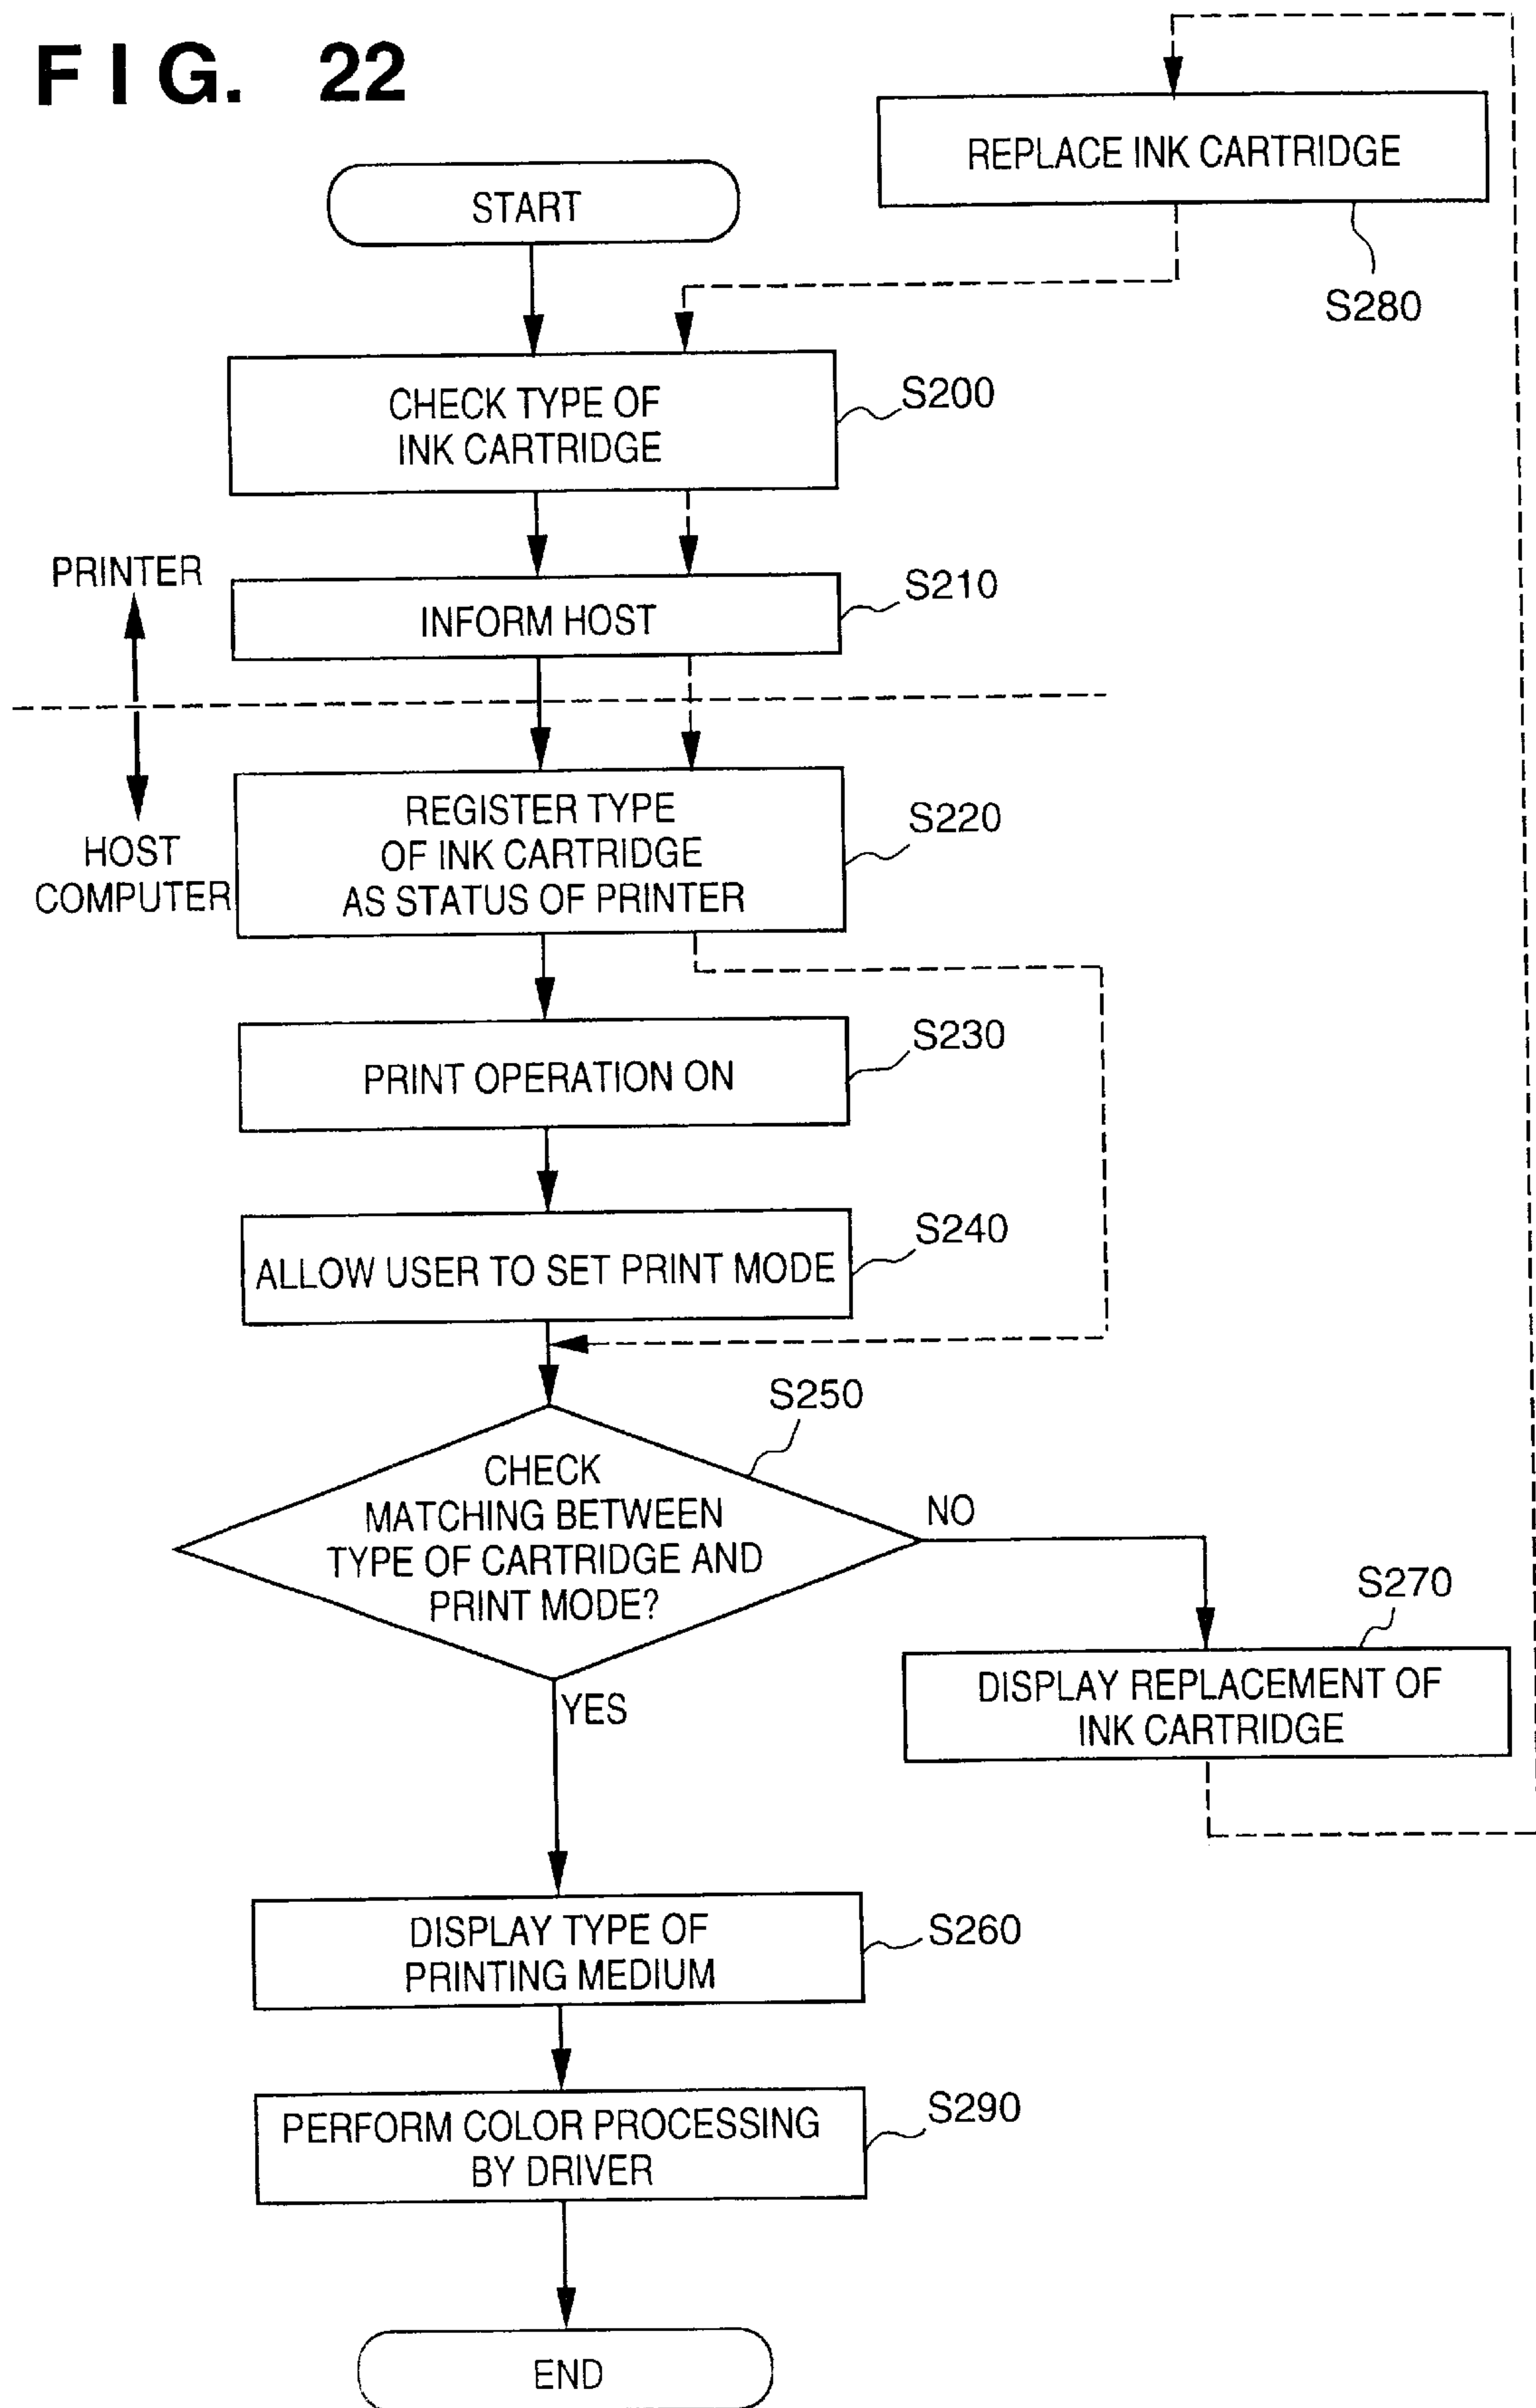 FIG. 22
REPLACE INK CARTRIDGE
START
S280
CHECK TYPE OF
INK CARTRIDGE
S200
PRINTER
INFORM HOST
S210
HOST
COMPUTER
REGISTER TYPE
OF INK CARTRIDGE
AS STATUS OF PRINTER
S220
PRINT OPERATION ON
S230
ALLOW USER TO SET PRINT MODE
S240
S250
CHECK
MATCHING BETWEEN
TYPE OF CARTRIDGE AND
PRINT MODE?
NO
YES
S270
DISPLAY REPLACEMENT OF
INK CARTRIDGE
DISPLAY TYPE OF
PRINTING MEDIUM
S260
PERFORM COLOR PROCESSING
BY DRIVER
S290
END